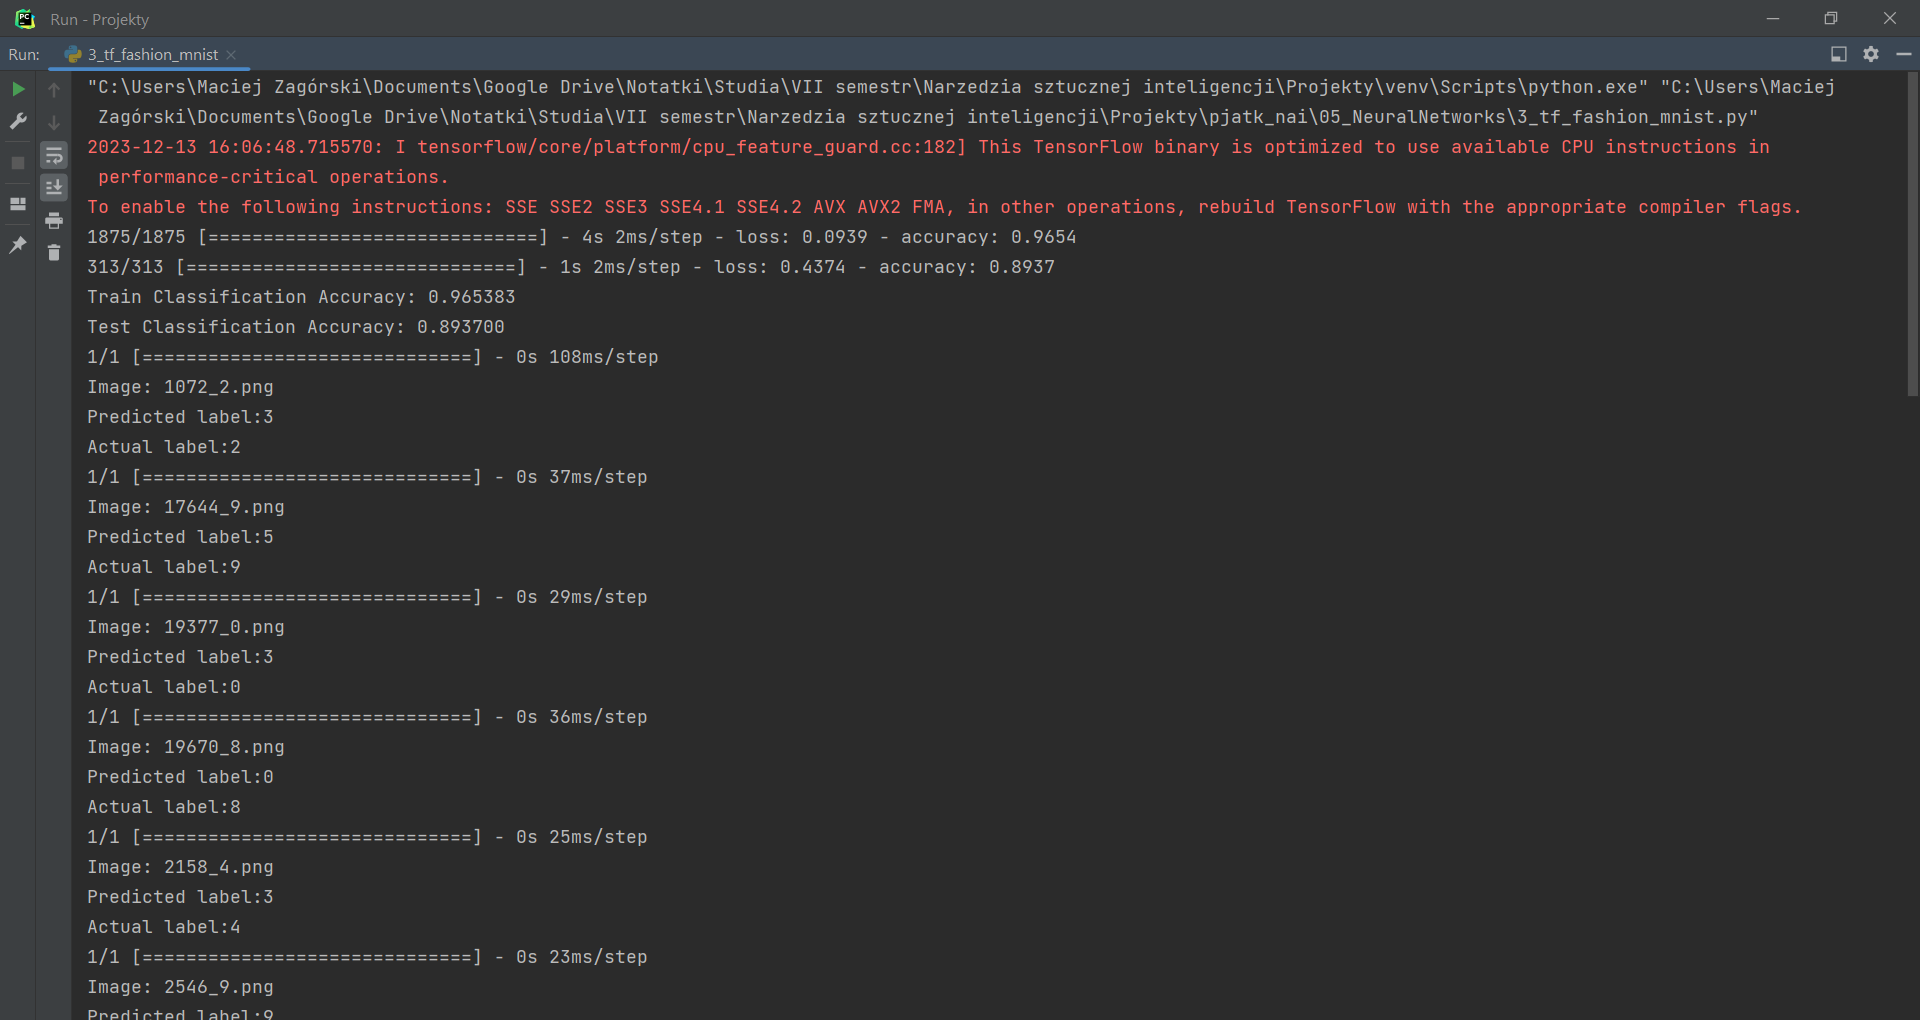 Run - Projekty
Run: 3_tf_fashion_mnist
"C:\Users\Maciej Zagórski\Documents\Google Drive\Notatki\Studia\VII semestr\Narzedzia sztucznej inteligencji\Projekty\venv\Scripts\python.exe" "C:\Users\Maciej
Zagórski\Documents\Google Drive\Notatki\Studia\VII semestr\Narzedzia sztucznej inteligencji\Projekty\pjatk_nai\05_NeuralNetworks\3_tf_fashion_mnist.py"
2023-12-13 16:06:48.715570: I tensorflow/core/platform/cpu_feature_guard.cc:182] This TensorFlow binary is optimized to use available CPU instructions in
performance-critical operations.
To enable the following instructions: SSE SSE2 SSE3 SSE4.1 SSE4.2 AVX AVX2 FMA, in other operations, rebuild TensorFlow with the appropriate compiler flags.
1875/1875 [==============================] - 4s 2ms/step - loss: 0.0939 - accuracy: 0.9654
313/313 [==============================] - 1s 2ms/step - loss: 0.4374 - accuracy: 0.8937
Train Classification Accuracy: 0.965383
Test Classification Accuracy: 0.893700
1/1 [==============================] - 0s 108ms/step
Image: 1072_2.png
Predicted label:3
Actual label:2
1/1 [==============================] - 0s 37ms/step
Image: 17644_9.png
Predicted label:5
Actual label:9
1/1 [==============================] - 0s 29ms/step
Image: 19377_0.png
Predicted label:3
Actual label:0
1/1 [==============================] - 0s 36ms/step
Image: 19670_8.png
Predicted label:0
Actual label:8
1/1 [==============================] - 0s 25ms/step
Image: 2158_4.png
Predicted label:3
Actual label:4
1/1 [==============================] - 0s 23ms/step
Image: 2546_9.png
Predicted label:9